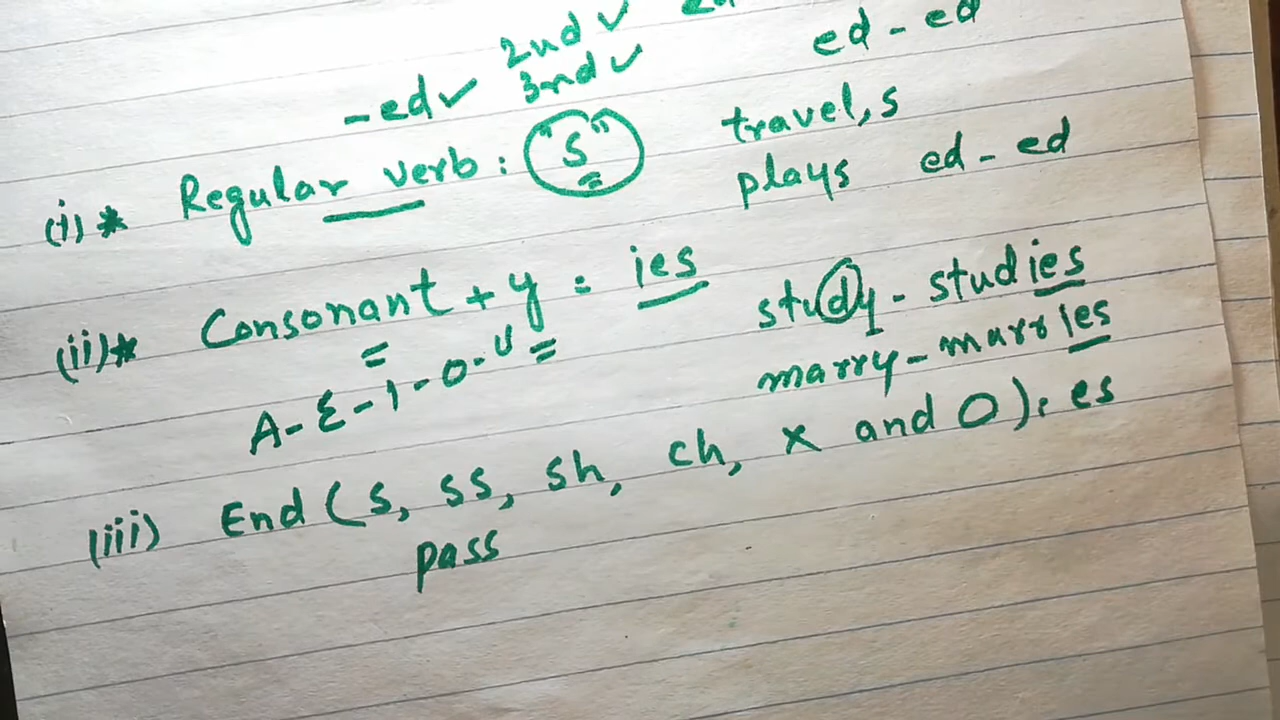 2nd ✓
-ed ✓ 3nd ✓ ed - ed
(i)* Regular verb : "S" travel,s
plays ed - ed
(ii)* Consonant + y = ies study - studies
A-E-I-O-U marry - marries
(iii) End (s, ss, sh, ch, x and O): es
pass